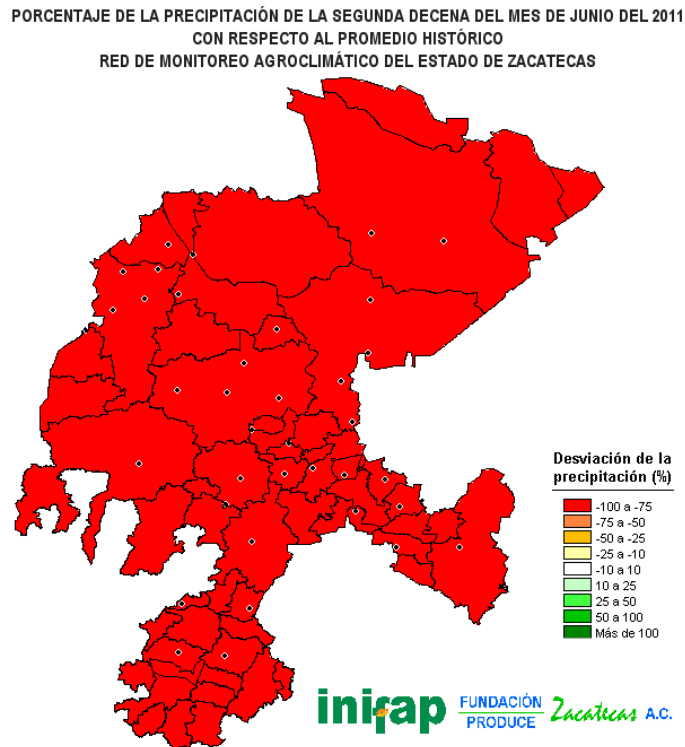 PORCENTAJE DE LA PRECIPITACIÓN DE LA SEGUNDA DECENA DEL MES DE JUNIO DEL 2011
CON RESPECTO AL PROMEDIO HISTÓRICO
RED DE MONITOREO AGROCLIMÁTICO DEL ESTADO DE ZACATECAS
Desviación de la
precipitación (%)
-100 a -75
-75 a -50
-50 a -25
-25 a -10
-10 a 10
10 a 25
25 a 50
50 a 100
Más de 100
inifap
FUNDACIÓN
PRODUCE
Zacatecas A.C.